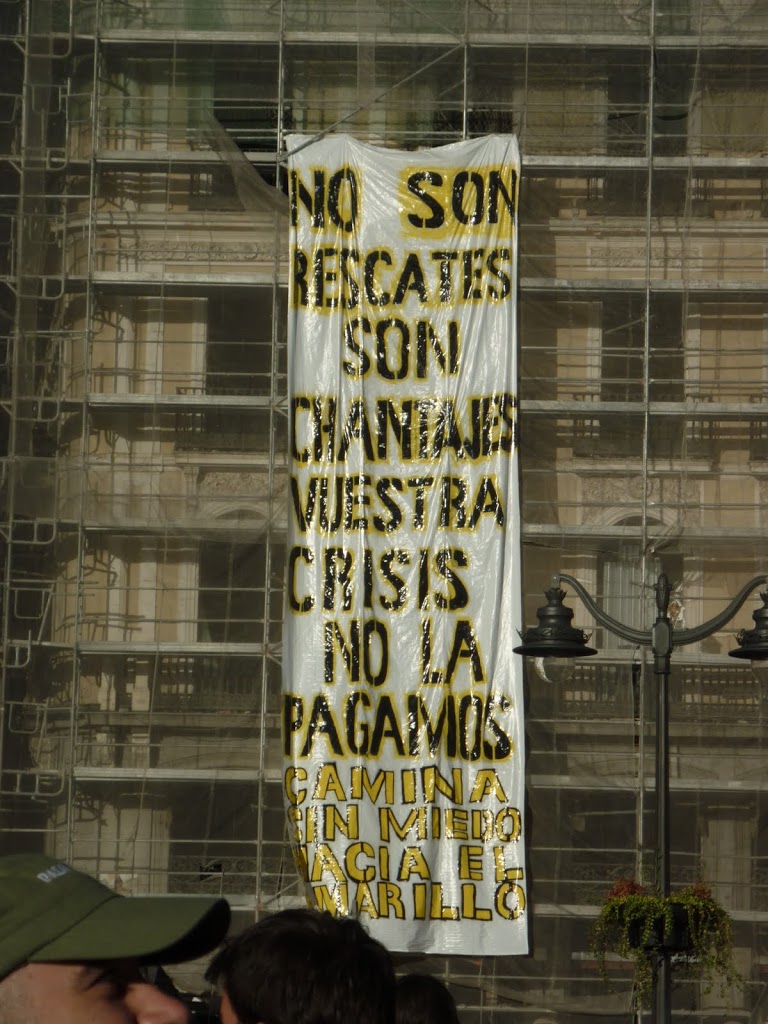 NO SON
RESCATES
SON
CHANTAJES
VUESTRA
CRISIS
NO LA
PAGAMOS
CAMINA
SIN MIEDO
HACIA EL
AMARILLO